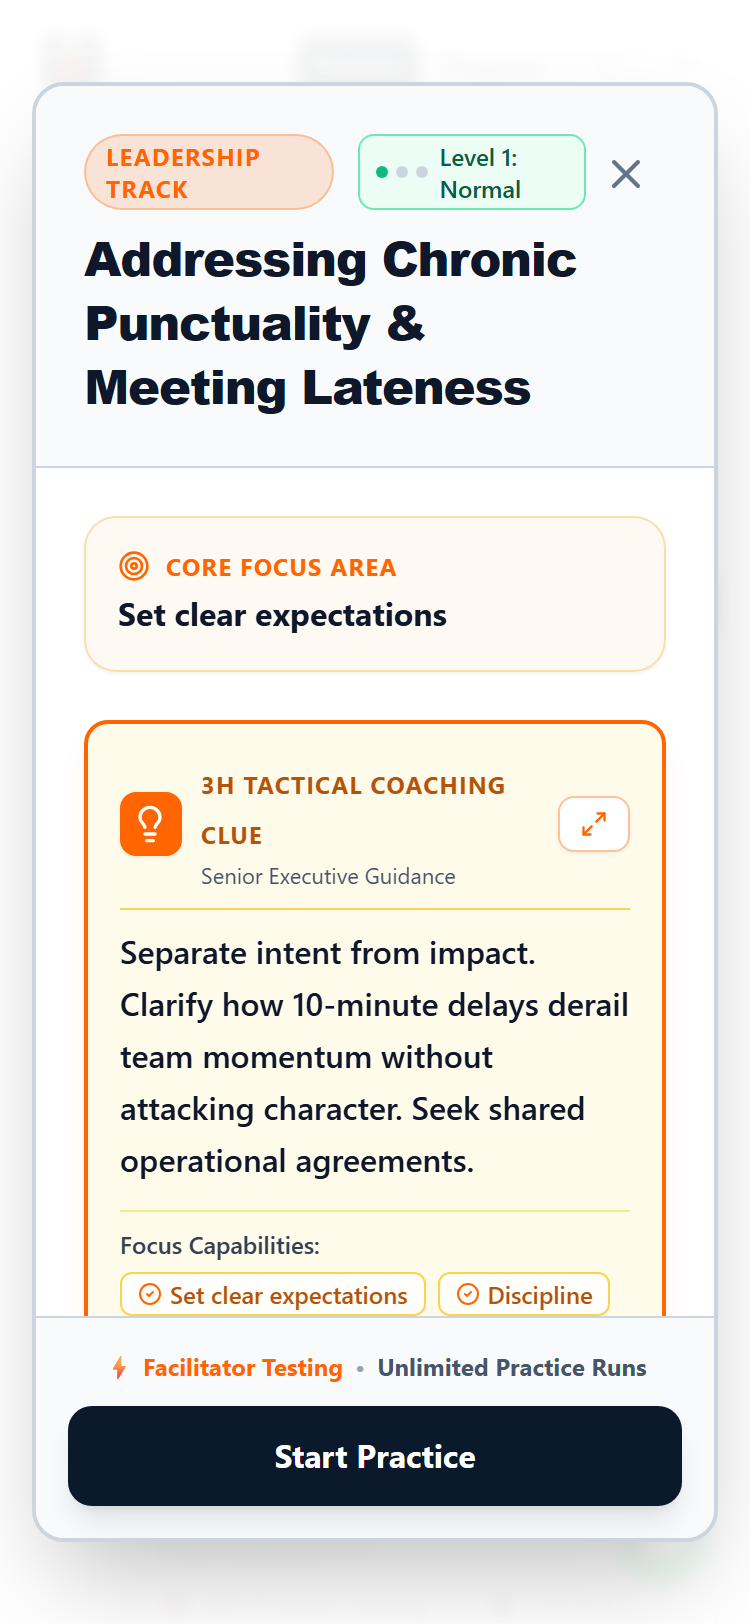 LEADERSHIP
TRACK
Level 1:
Normal
Addressing Chronic
Punctuality &
Meeting Lateness
CORE FOCUS AREA
Set clear expectations
3H TACTICAL COACHING
CLUE
Senior Executive Guidance
Separate intent from impact.
Clarify how 10-minute delays derail
team momentum without
attacking character. Seek shared
operational agreements.
Focus Capabilities:
Set clear expectations
Discipline
Facilitator Testing • Unlimited Practice Runs
Start Practice